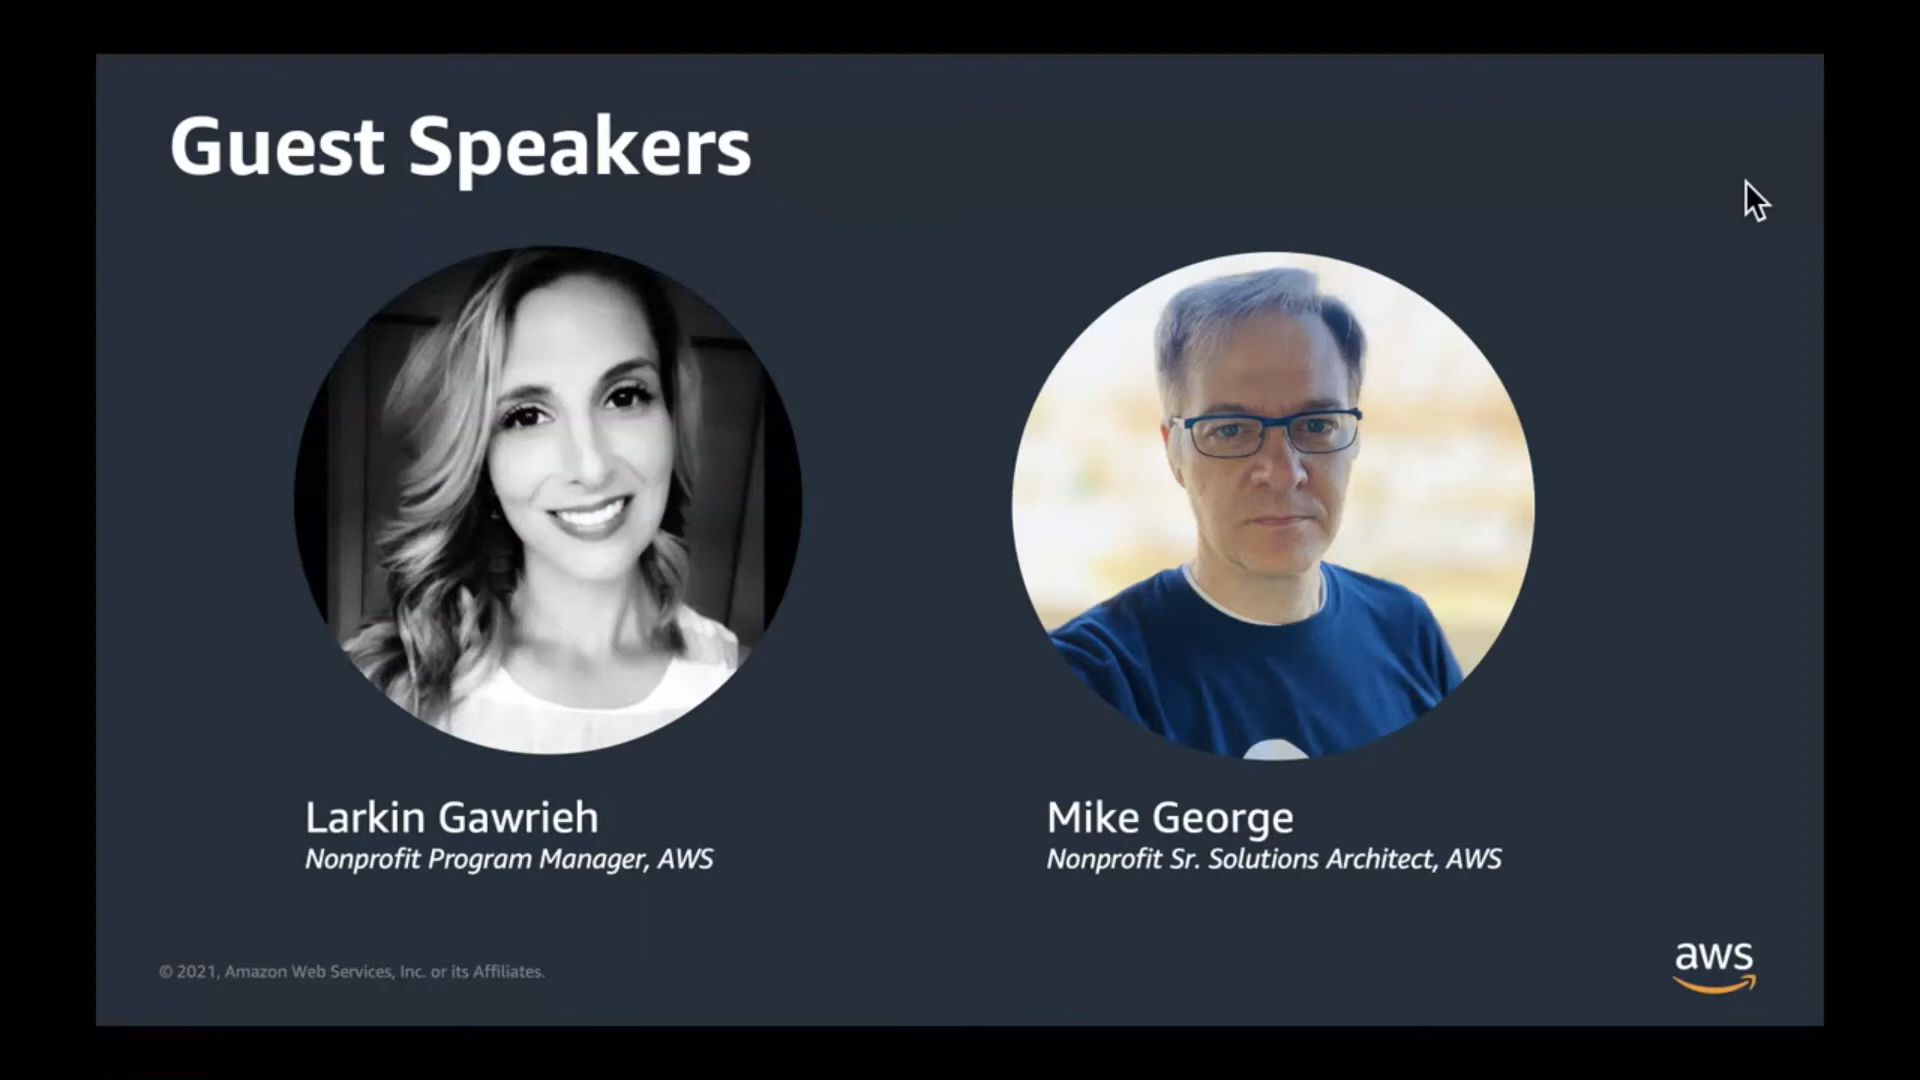 Guest Speakers
Larkin Gawrieh
Nonprofit Program Manager, AWS
Mike George
Nonprofit Sr. Solutions Architect, AWS
© 2021, Amazon Web Services, Inc. or its Affiliates.
aws